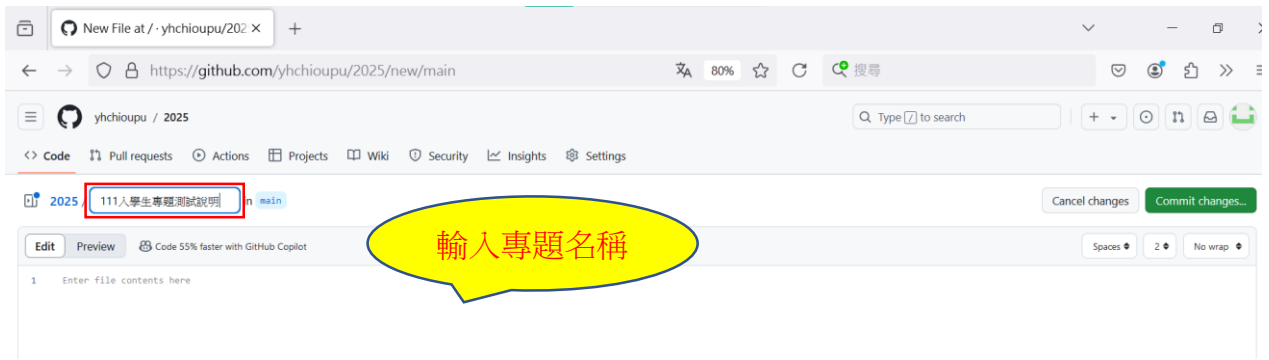 New File at / · yhchioupu/202
https://github.com/yhchioupu/2025/new/main
80%
搜尋
yhchioupu / 2025
Type / to search
Code Pull requests Actions Projects Wiki Security Insights Settings
2025 / 111入學生專題測試說明 in main
Cancel changes Commit changes...
Edit Preview Code 55% faster with GitHub Copilot
Spaces 2 No wrap
輸入專題名稱
1 Enter file contents here